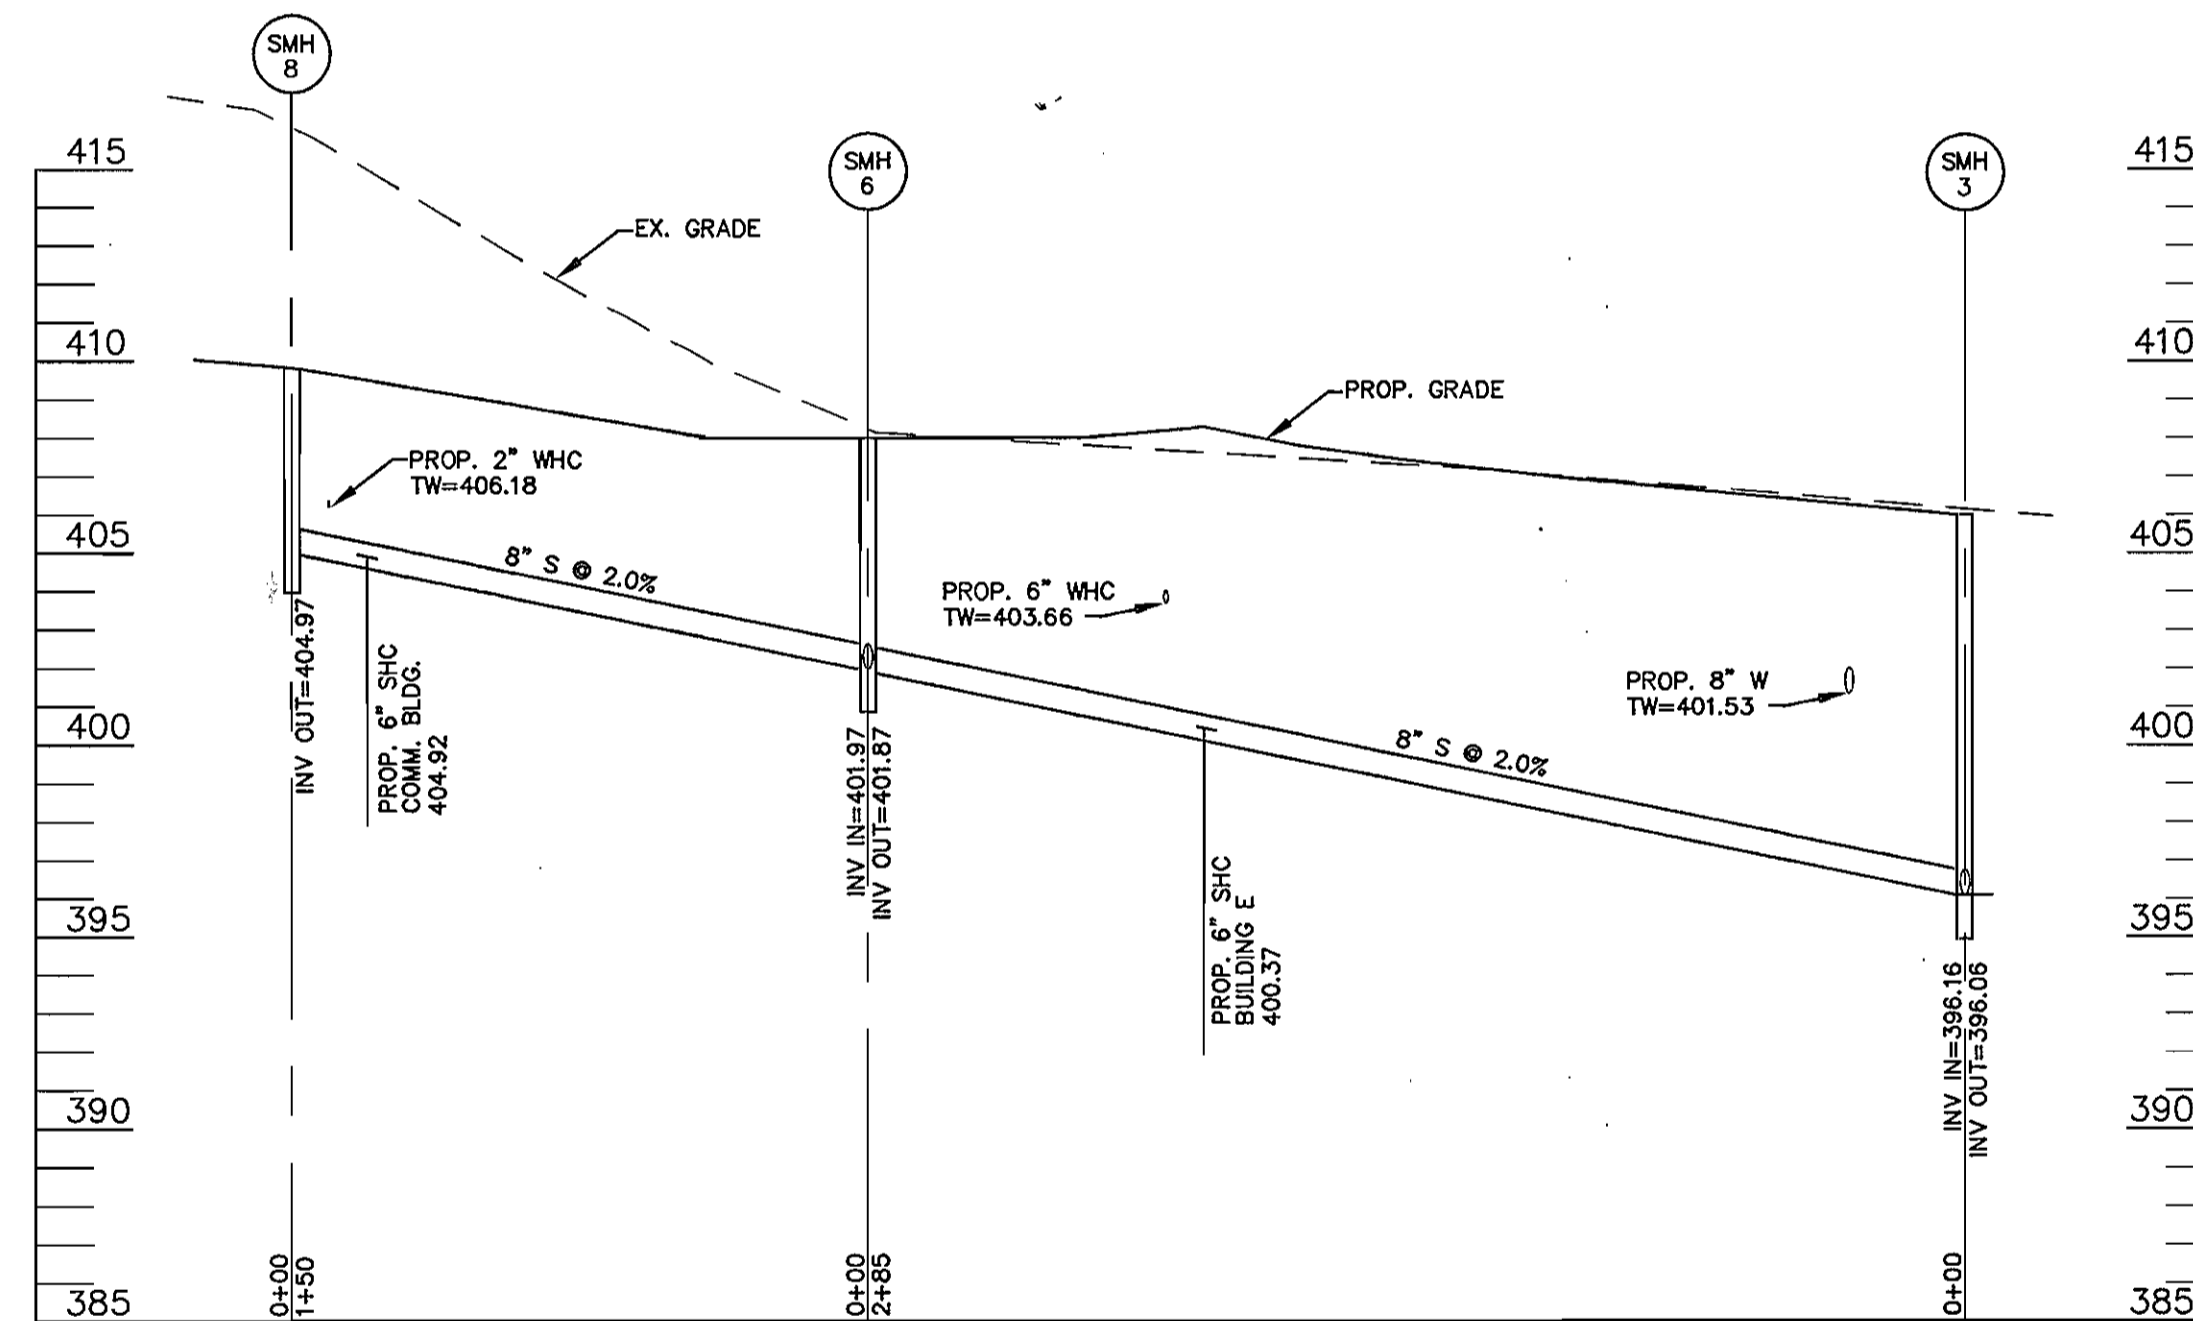 SMH
8
SMH
6
SMH
3
415
415
EX. GRADE
410
410
PROP. GRADE
PROP. 2" WHC
TW=406.18
405
405
8" S @ 2.0%
PROP. 6" WHC
TW=403.66
PROP. 8" W
TW=401.53
INV OUT=404.97
PROP. 6" SHC
COMM. BLDG.
404.92
400
400
8" S @ 2.0%
INV IN=401.97
INV OUT=401.87
PROP. 6" SHC
BUILDING E
400.37
395
395
INV IN=396.16
INV OUT=396.06
390
390
0+00
1+50
0+00
2+85
0+00
385
385